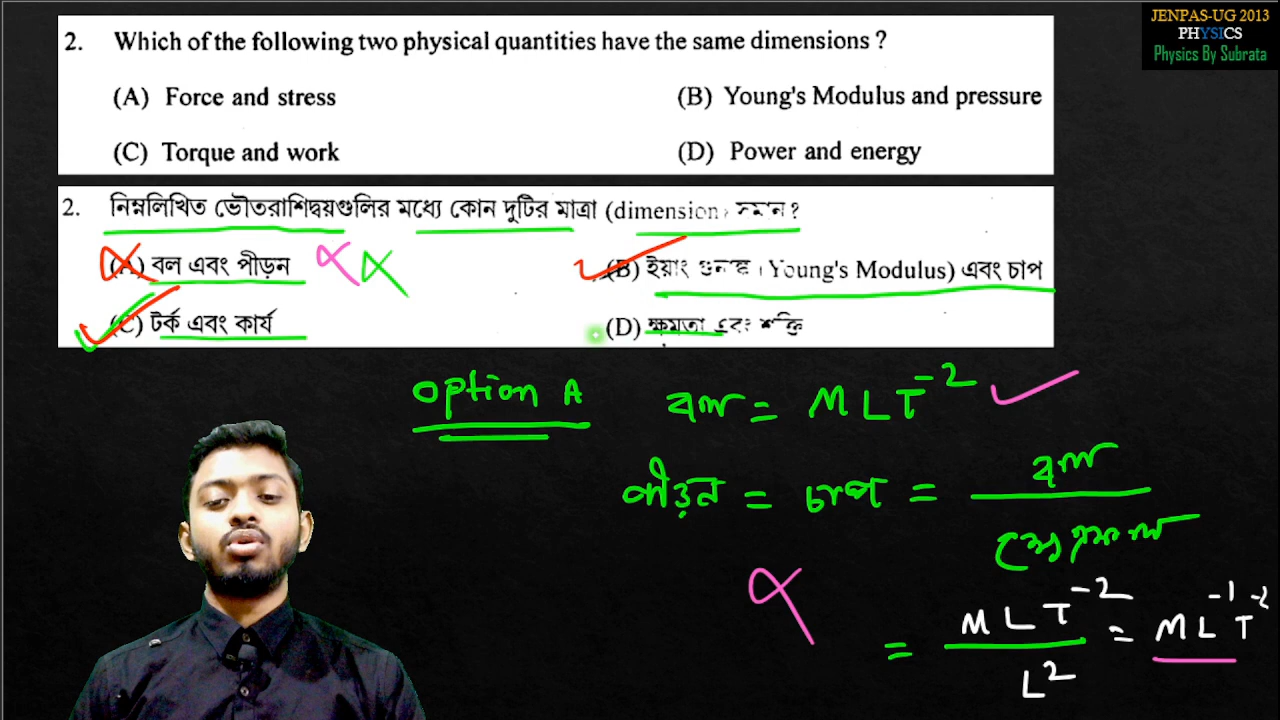 JENPAS-UG 2013
PHYSICS
Physics By Subrata
2. Which of the following two physical quantities have the same dimensions ?
(A) Force and stress (B) Young's Modulus and pressure
(C) Torque and work (D) Power and energy
2. নিম্নলিখিত ভৌতরাশিদ্বয়গুলির মধ্যে কোন দুটির মাত্রা (dimension) সমান ?
(A) বল এবং পীড়ন (B) ইয়াং গুনাঙ্ক (Young's Modulus) এবং চাপ
(C) টর্ক এবং কার্য (D) ক্ষমতা এবং শক্তি
option A বল = MLT⁻²
পীড়ন = চাপ = বল / ক্ষেত্রফল
= MLT⁻² / L² = ML⁻¹T⁻²